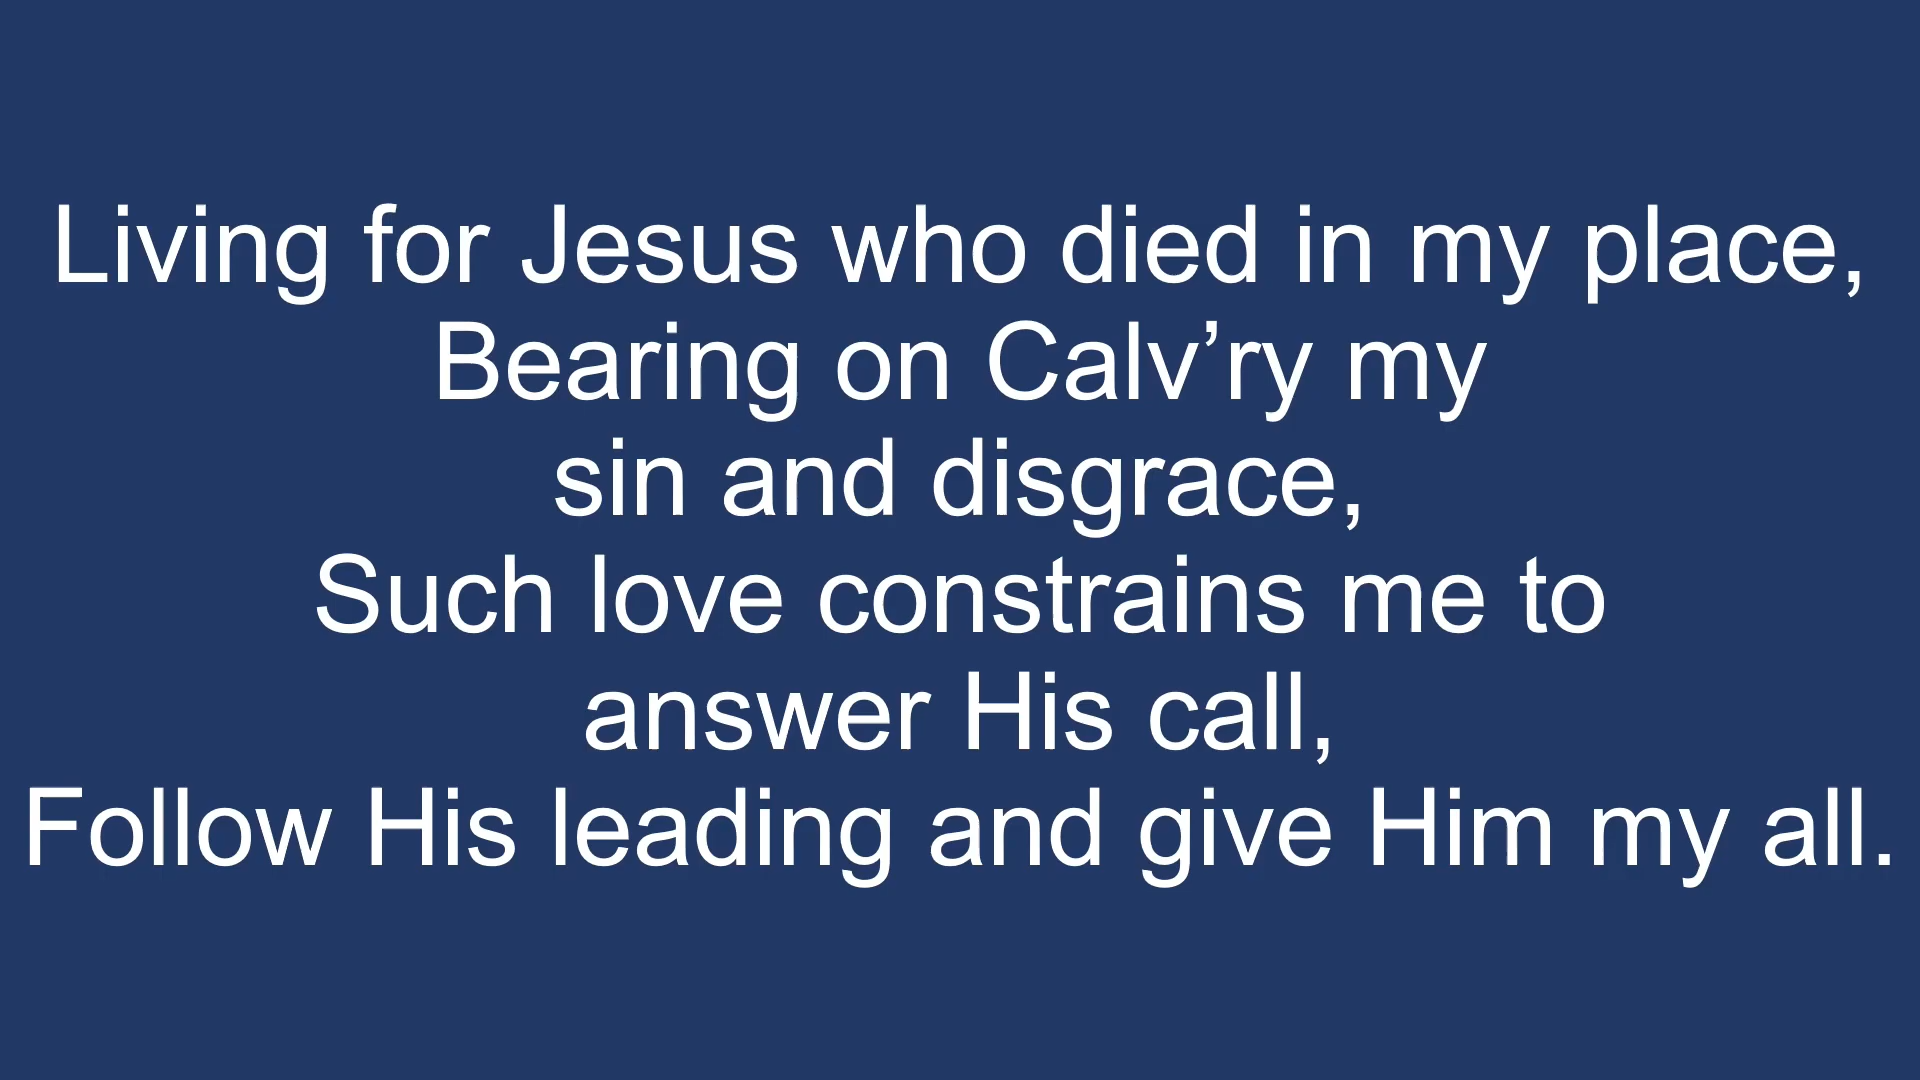 Living for Jesus who died in my place,
Bearing on Calv’ry my
sin and disgrace,
Such love constrains me to
answer His call,
Follow His leading and give Him my all.